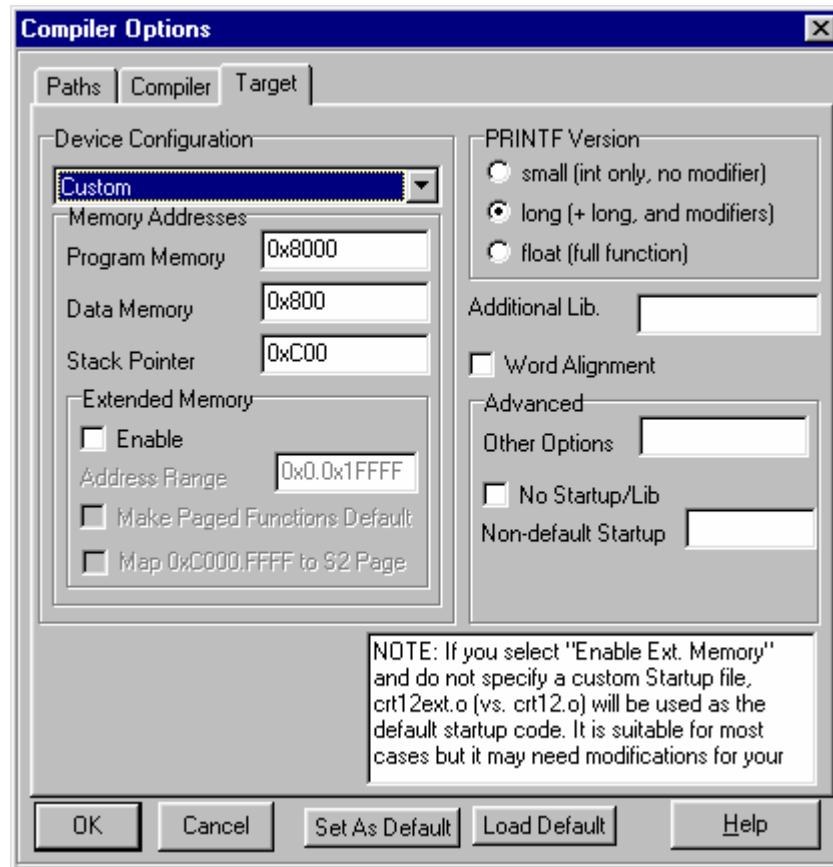 Compiler Options
Paths
Compiler
Target
Device Configuration
Custom
Memory Addresses
Program Memory
0x8000
Data Memory
0x800
Stack Pointer
0xC00
Extended Memory
Enable
Address Range
0x0.0x1FFFF
Make Paged Functions Default
Map 0xC000.FFFF to S2 Page
PRINTF Version
small (int only, no modifier)
long (+ long, and modifiers)
float (full function)
Additional Lib.
Word Alignment
Advanced
Other Options
No Startup/Lib
Non-default Startup
NOTE: If you select "Enable Ext. Memory"
and do not specify a custom Startup file,
crt12ext.o (vs. crt12.o) will be used as the
default startup code. It is suitable for most
cases but it may need modifications for your
OK
Cancel
Set As Default
Load Default
Help